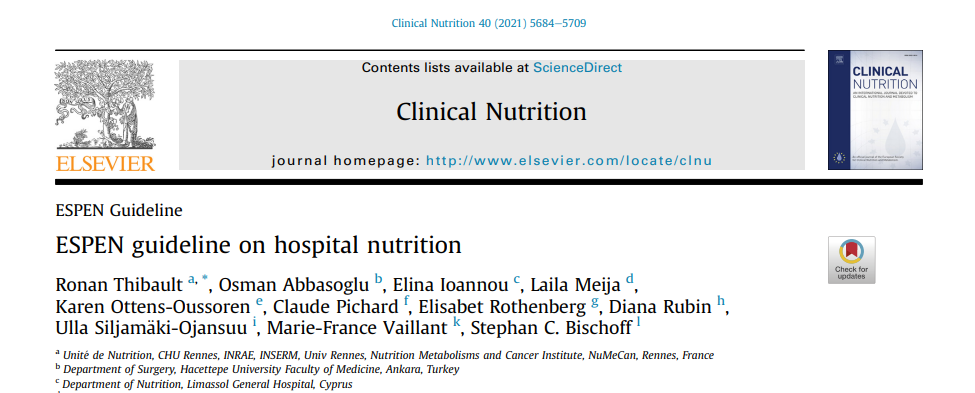 Clinical Nutrition 40 (2021) 5684–5709
Contents lists available at ScienceDirect
Clinical Nutrition
journal homepage: http://www.elsevier.com/locate/clnu
ELSEVIER
CLINICAL
NUTRITION
ESPEN Guideline
ESPEN guideline on hospital nutrition
Check for
updates
Ronan Thibault a, *, Osman Abbasoglu b, Elina Ioannou c, Laila Meija d,
Karen Ottens-Oussoren e, Claude Pichard f, Elisabet Rothenberg g, Diana Rubin h,
Ulla Siljamäki-Ojansuu i, Marie-France Vaillant k, Stephan C. Bischoff l
a Unité de Nutrition, CHU Rennes, INRAE, INSERM, Univ Rennes, Nutrition Metabolisms and Cancer Institute, NuMeCan, Rennes, France
b Department of Surgery, Hacettepe University Faculty of Medicine, Ankara, Turkey
c Department of Nutrition, Limassol General Hospital, Cyprus